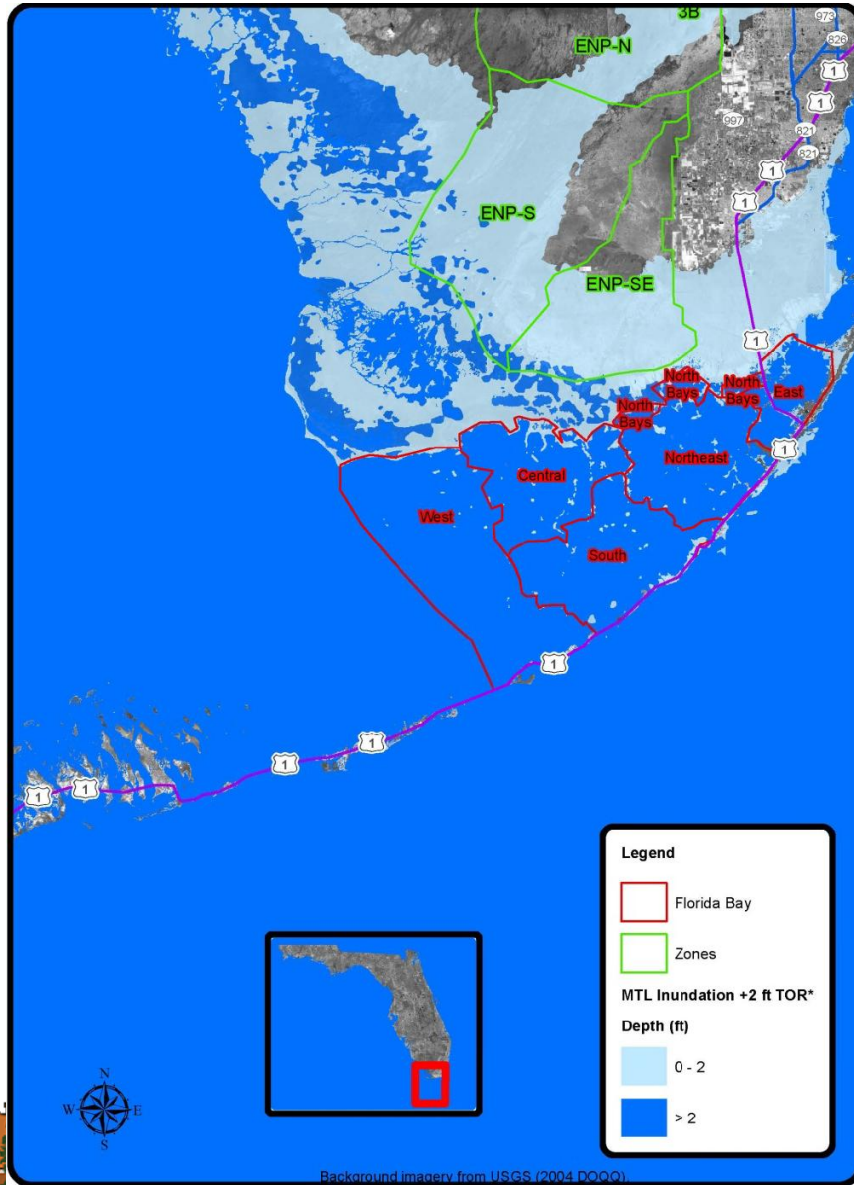 3B
973
826
ENP-N
1
1
997
821
1
821
1
ENP-S
ENP-SE
1
North
Bays
North
Bays
East
North
Bays
1
Northeast
Central
West
South
1
1
1
1
1
Legend
Florida Bay
Zones
MTL Inundation +2 ft TOR*
Depth (ft)
0 - 2
> 2
N
W
E
S
Background imagery from USGS (2004 DOQQ)